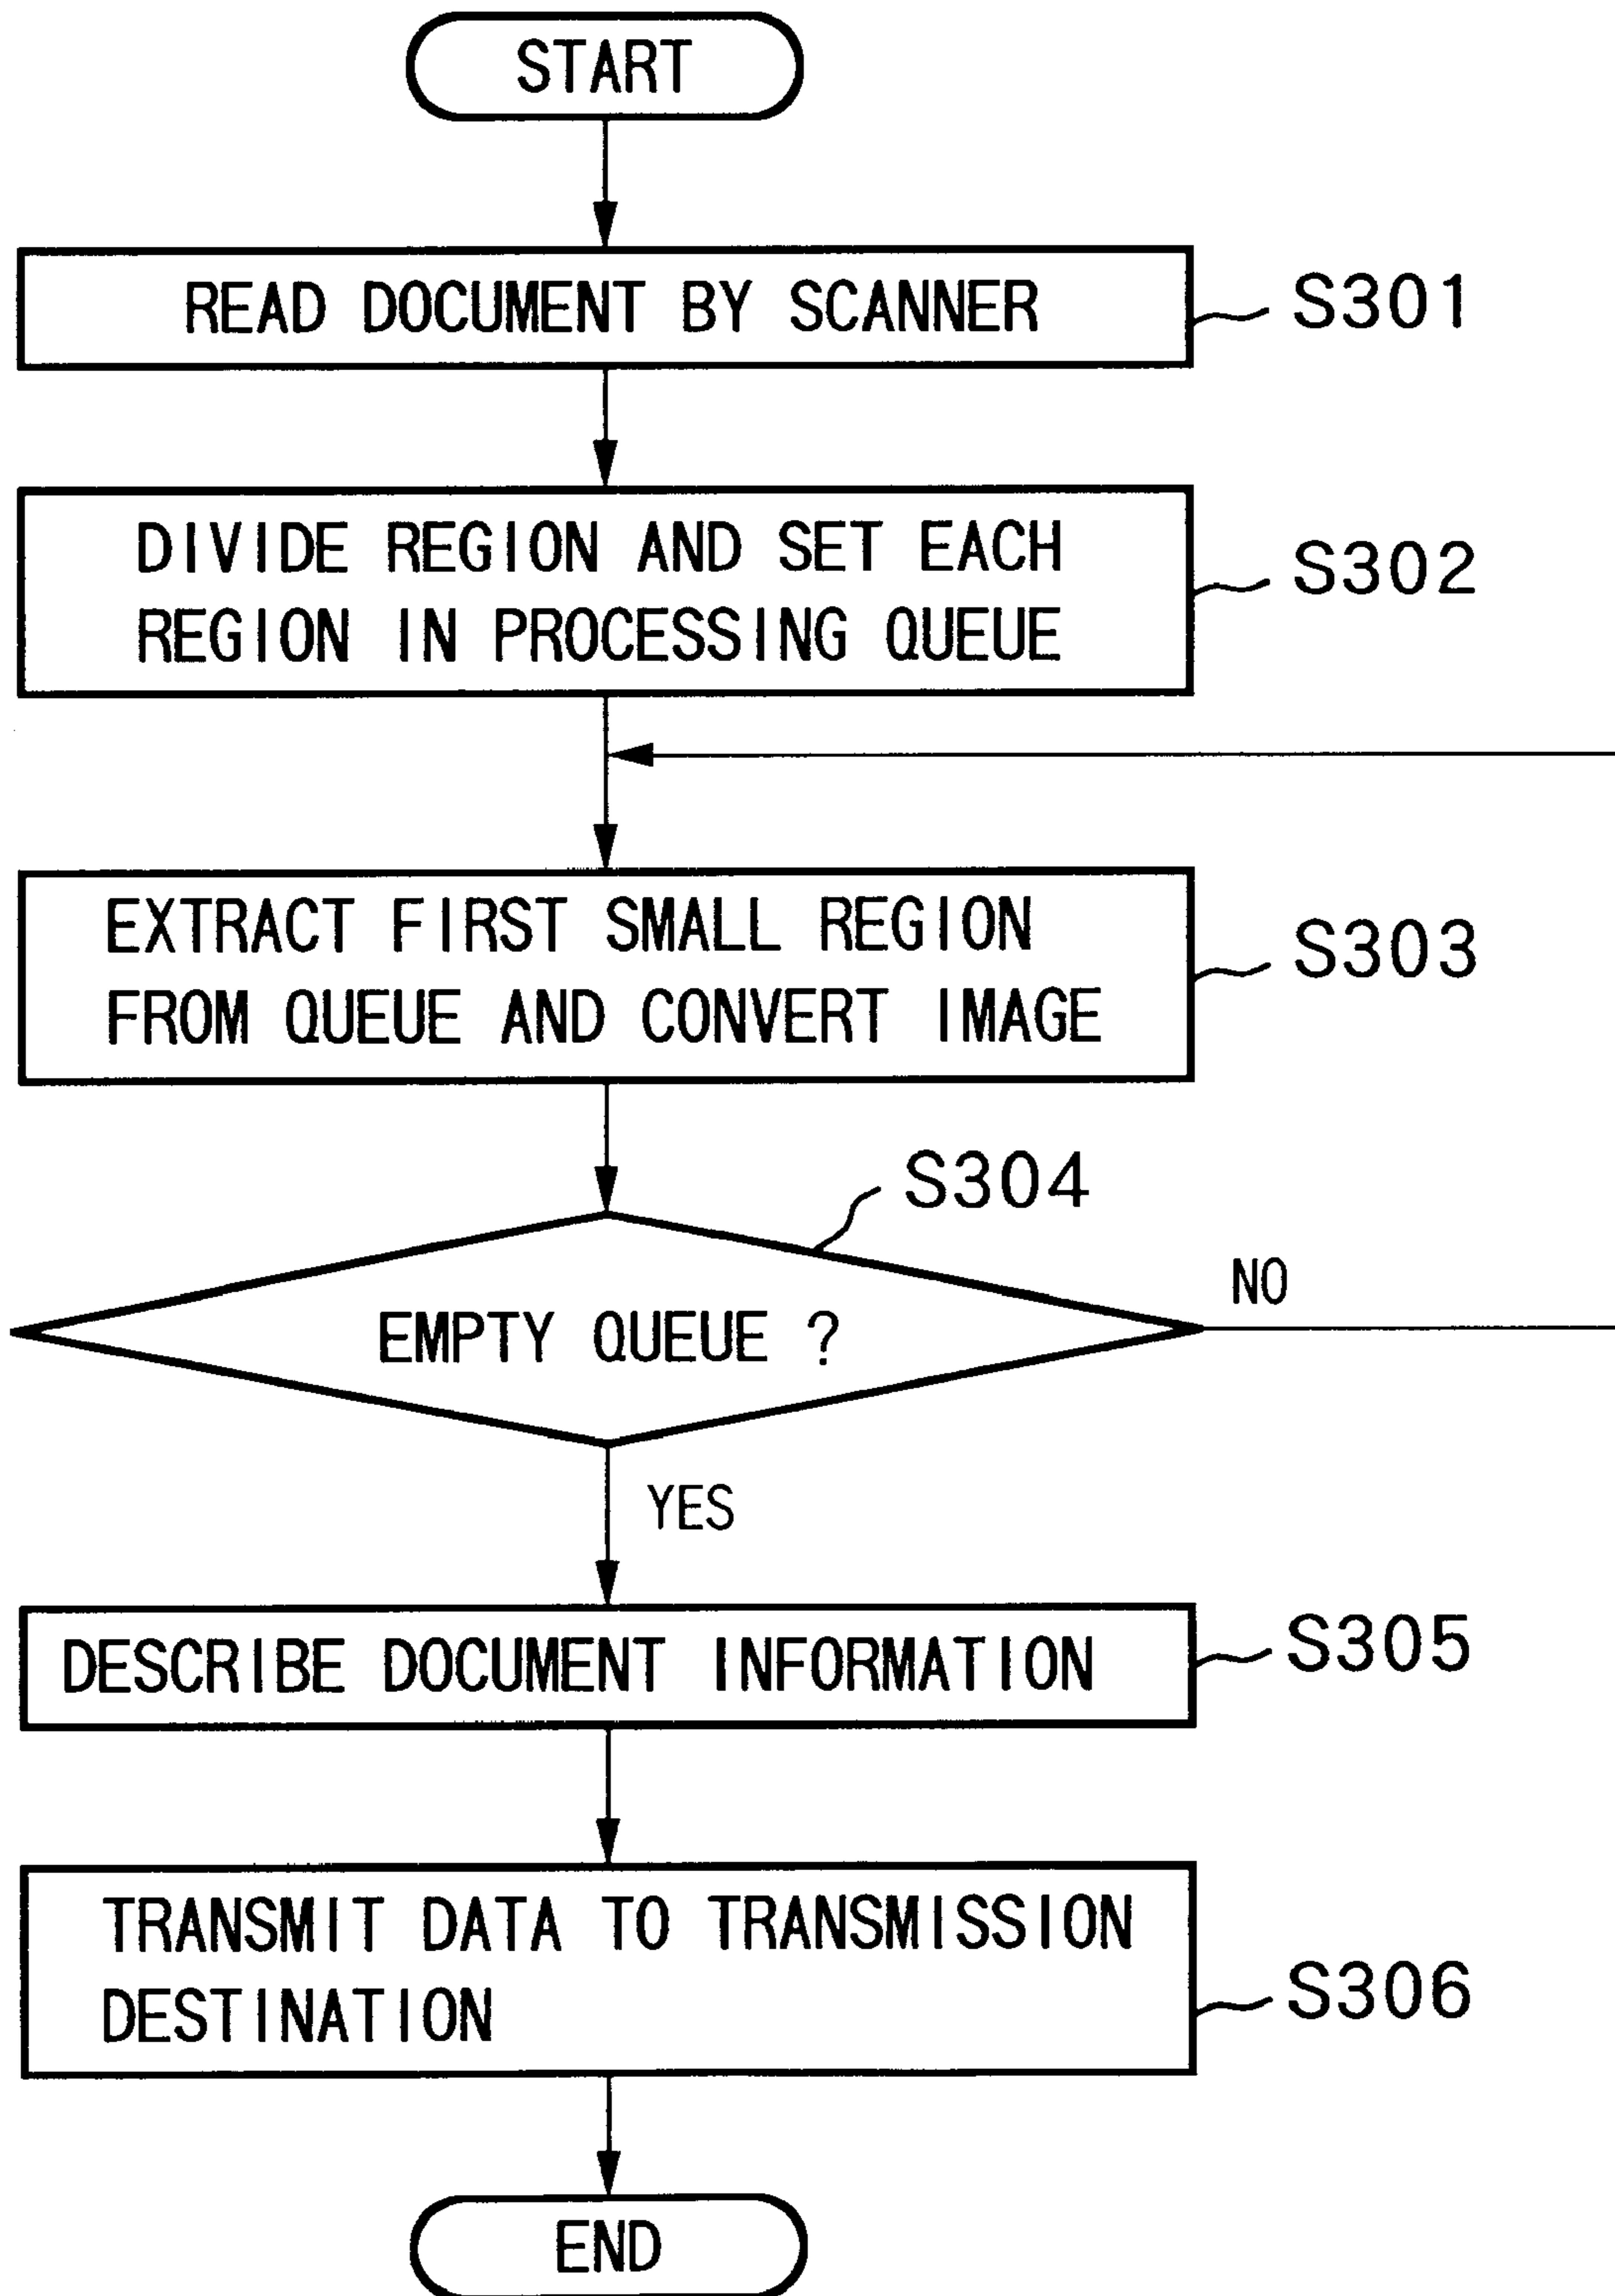 START
READ DOCUMENT BY SCANNER
S301
DIVIDE REGION AND SET EACH
REGION IN PROCESSING QUEUE
S302
EXTRACT FIRST SMALL REGION
FROM QUEUE AND CONVERT IMAGE
S303
S304
EMPTY QUEUE ?
NO
YES
DESCRIBE DOCUMENT INFORMATION
S305
TRANSMIT DATA TO TRANSMISSION
DESTINATION
S306
END